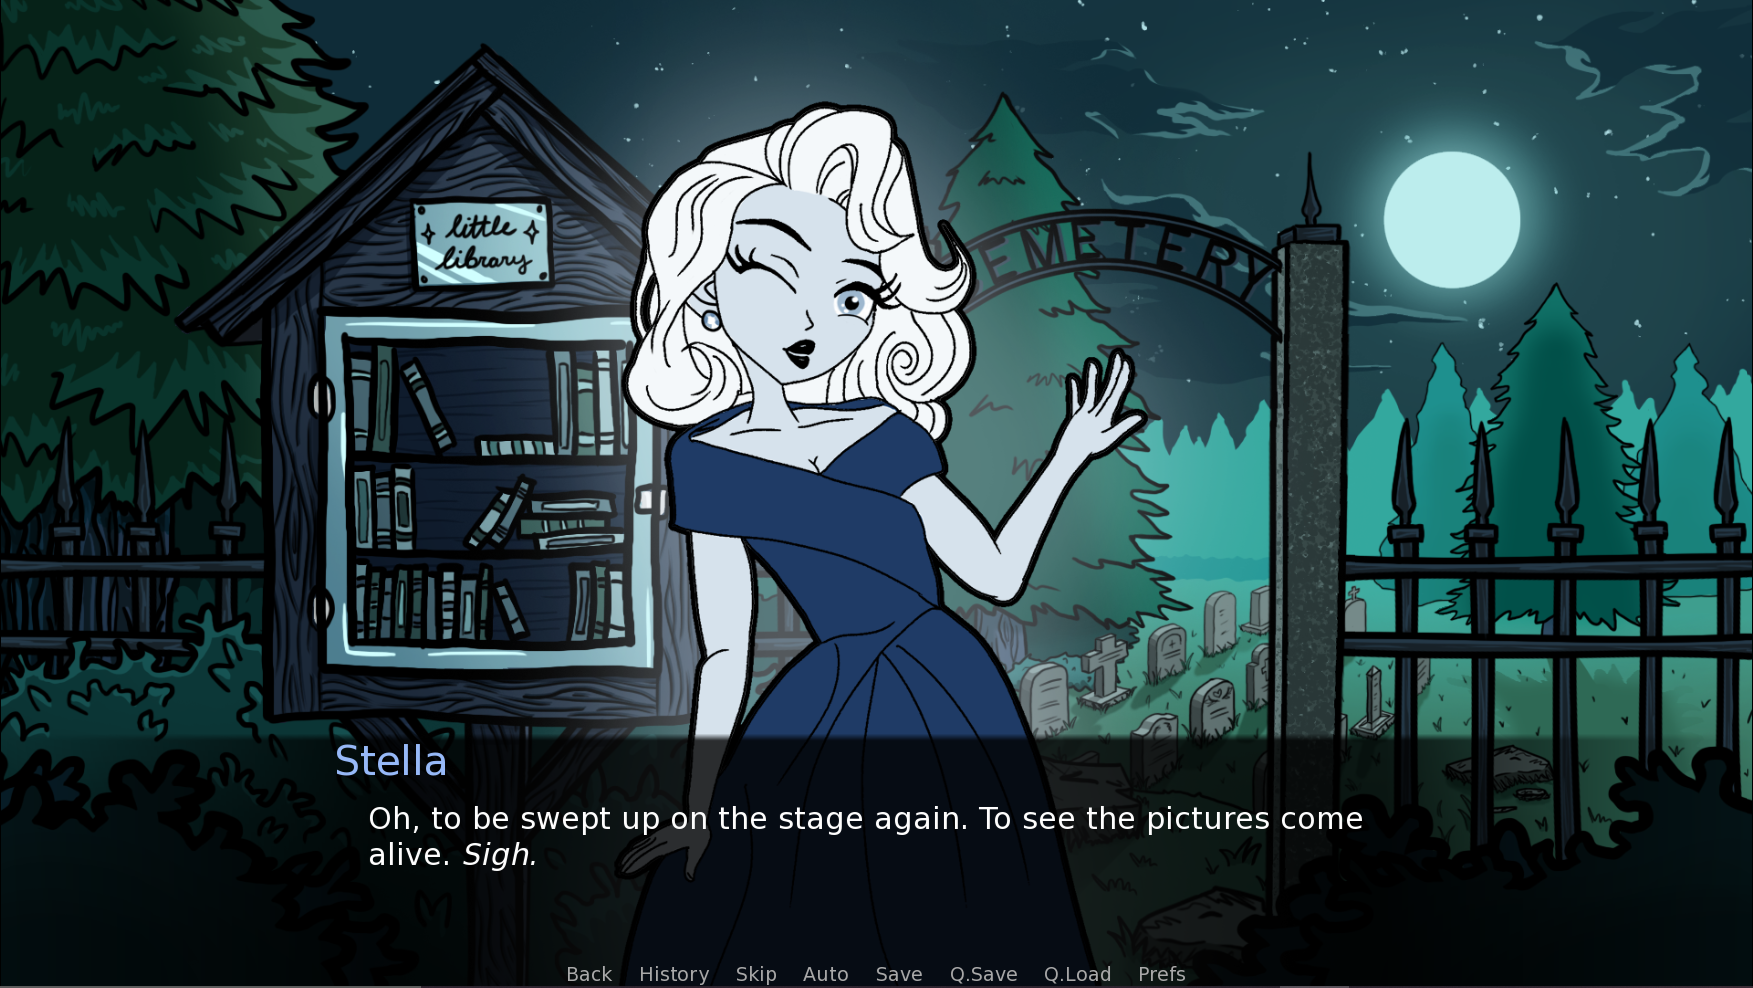 little
library
CEMETERY
Stella
Oh, to be swept up on the stage again. To see the pictures come
alive. Sigh.
Back History Skip Auto Save Q.Save Q.Load Prefs